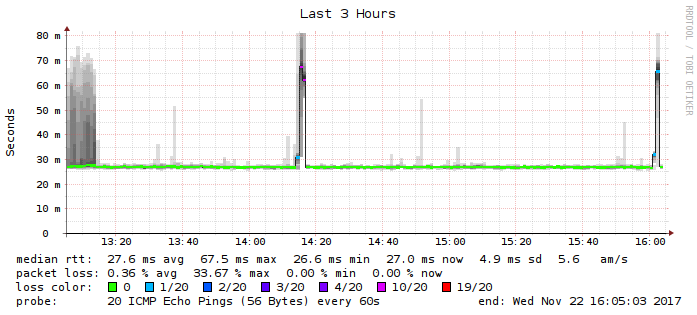 Last 3 Hours
RRDTOOL / TOBI OETIKER
Seconds
80 m
70 m
60 m
50 m
40 m
30 m
20 m
10 m
0
13:20 13:40 14:00 14:20 14:40 15:00 15:20 15:40 16:00
median rtt: 27.6 ms avg 67.5 ms max 26.6 ms min 27.0 ms now 4.9 ms sd 5.6 am/s
packet loss: 0.36 % avg 33.67 % max 0.00 % min 0.00 % now
loss color: 0 1/20 2/20 3/20 4/20 10/20 19/20
probe: 20 ICMP Echo Pings (56 Bytes) every 60s end: Wed Nov 22 16:05:03 2017